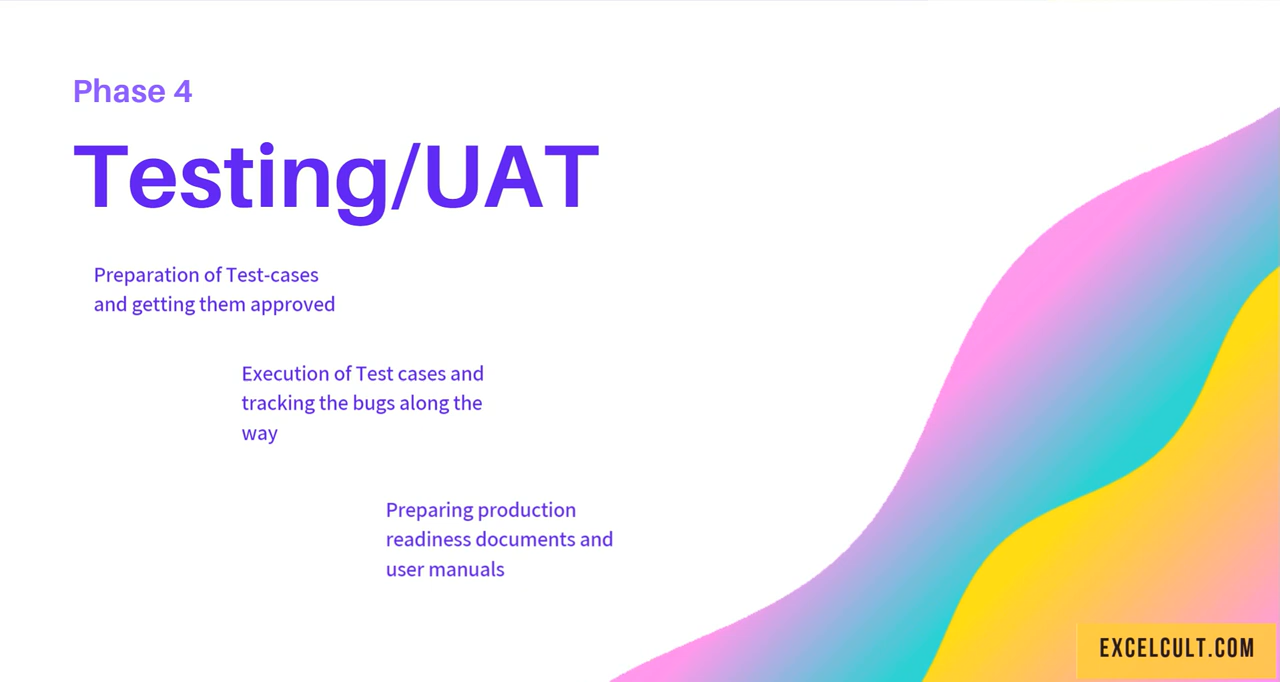 Phase 4
Testing/UAT
Preparation of Test-cases
and getting them approved
Execution of Test cases and
tracking the bugs along the
way
Preparing production
readiness documents and
user manuals
EXCELCULT.COM